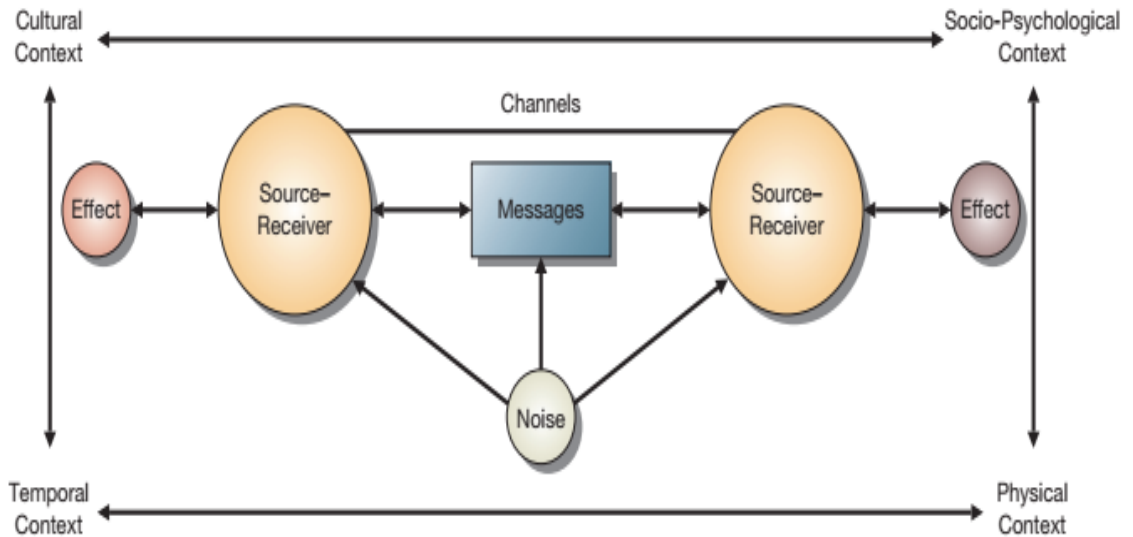 Cultural
Context
Socio-Psychological
Context
Channels
Effect
Source–
Receiver
Messages
Source–
Receiver
Effect
Noise
Temporal
Context
Physical
Context